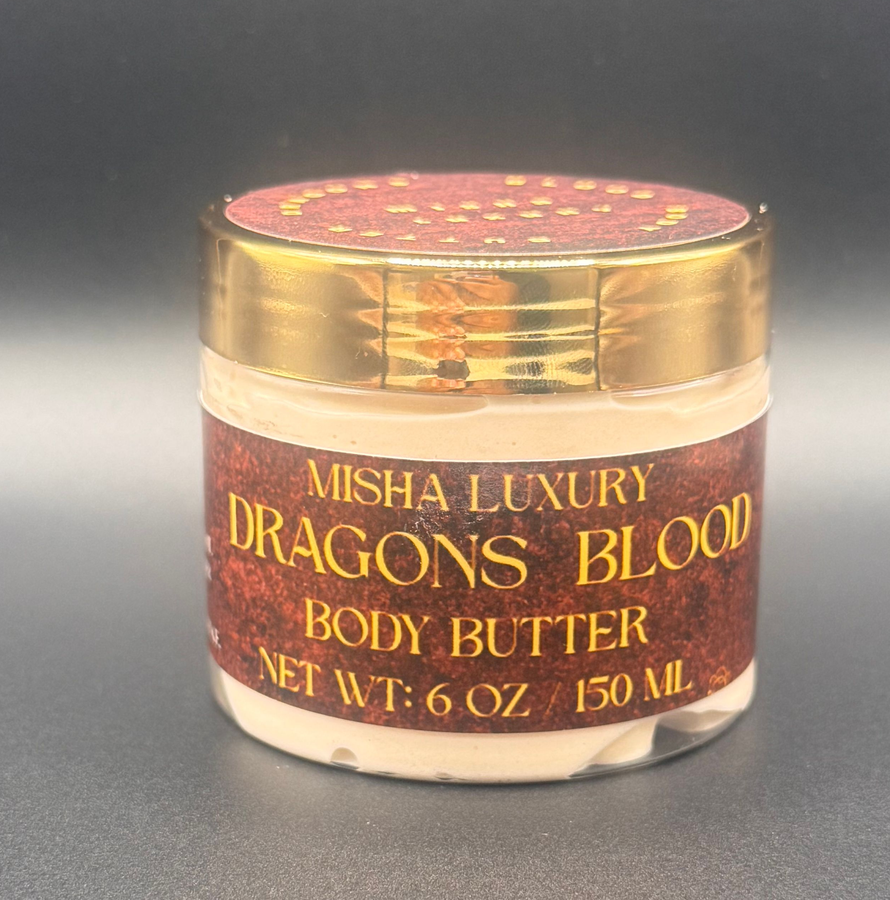 MISHA LUXURY
DRAGONS BLOOD
BODY BUTTER
NET WT: 6 OZ / 150 ML